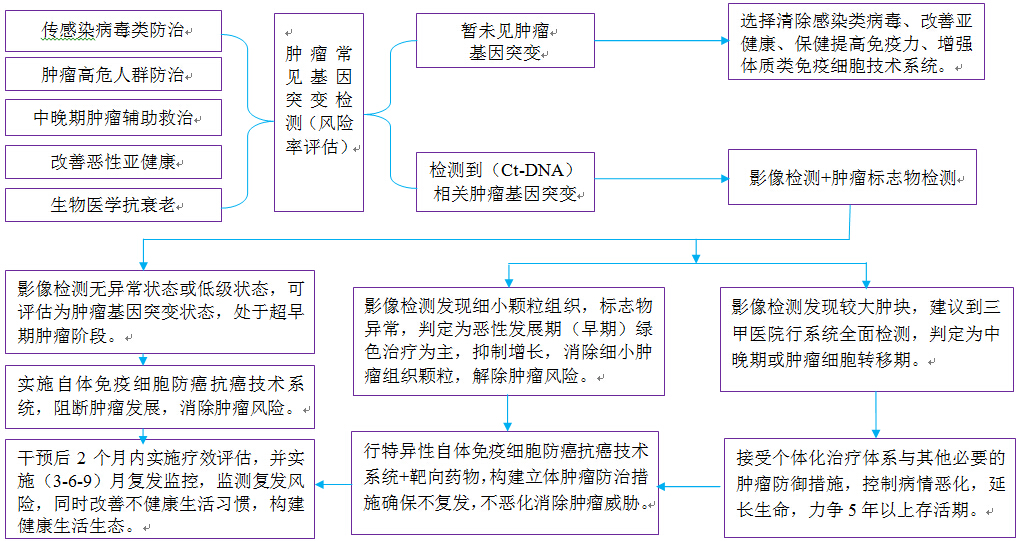 传感染病毒类防治
肿瘤高危人群防治
中晚期肿瘤辅助救治
改善恶性亚健康
生物医学抗衰老
肿瘤常
见基因
突变检
测（风险
率评估）
暂未见肿瘤
基因突变
选择清除感染类病毒、改善亚
健康、保健提高免疫力、增强
体质类免疫细胞技术系统。
检测到（Ct-DNA）
相关肿瘤基因突变
影像检测+肿瘤标志物检测
影像检测无异常状态或低级状态，可
评估为肿瘤基因突变状态，处于超早
期肿瘤阶段。
影像检测发现细小颗粒组织，标志物
异常，判定为恶性发展期（早期）绿
色治疗为主，抑制增长，消除细小肿
瘤组织颗粒，解除肿瘤风险。
影像检测发现较大肿块，建议到三
甲医院行系统全面检测，判定为中
晚期或肿瘤细胞转移期。
实施自体免疫细胞防癌抗癌技术系
统，阻断肿瘤发展，消除肿瘤风险。
干预后 2 个月内实施疗效评估，并实
施（3-6-9）月复发监控，监测复发风
险，同时改善不健康生活习惯，构建
健康生活生态。
行特异性自体免疫细胞防癌抗癌技术
系统+靶向药物，构建立体肿瘤防治措
施确保不复发，不恶化消除肿瘤威胁。
接受个体化治疗体系与其他必要的
肿瘤防御措施，控制病情恶化，延
长生命，力争 5 年以上存活期。